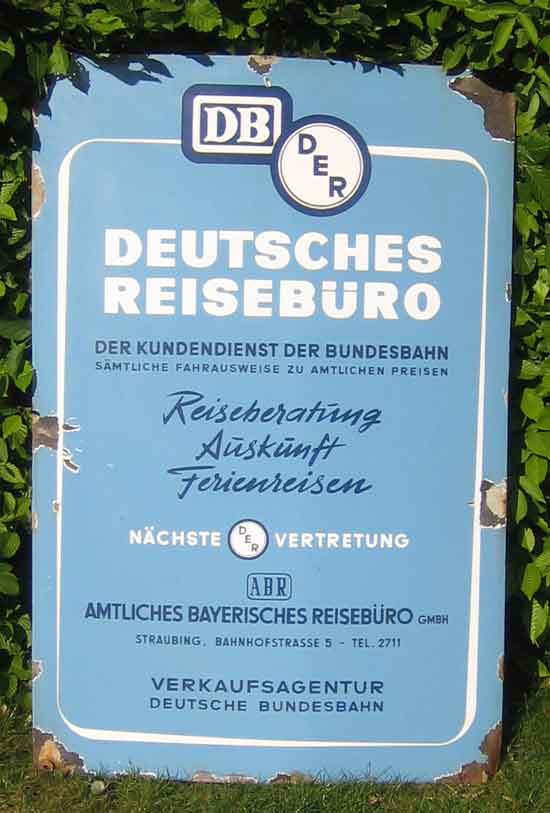 DB
DER
DEUTSCHES
REISEBÜRO
DER KUNDENDIENST DER BUNDESBAHN
SÄMTLICHE FAHRAUSWEISE ZU AMTLICHEN PREISEN
Reiseberatung
Auskunft
Ferienreisen
NÄCHSTE DER VERTRETUNG
ABR
AMTLICHES BAYERISCHES REISEBÜRO GMBH
STRAUBING, BAHNHOFSTRASSE 5 - TEL. 2711
VERKAUFSAGENTUR
DEUTSCHE BUNDESBAHN